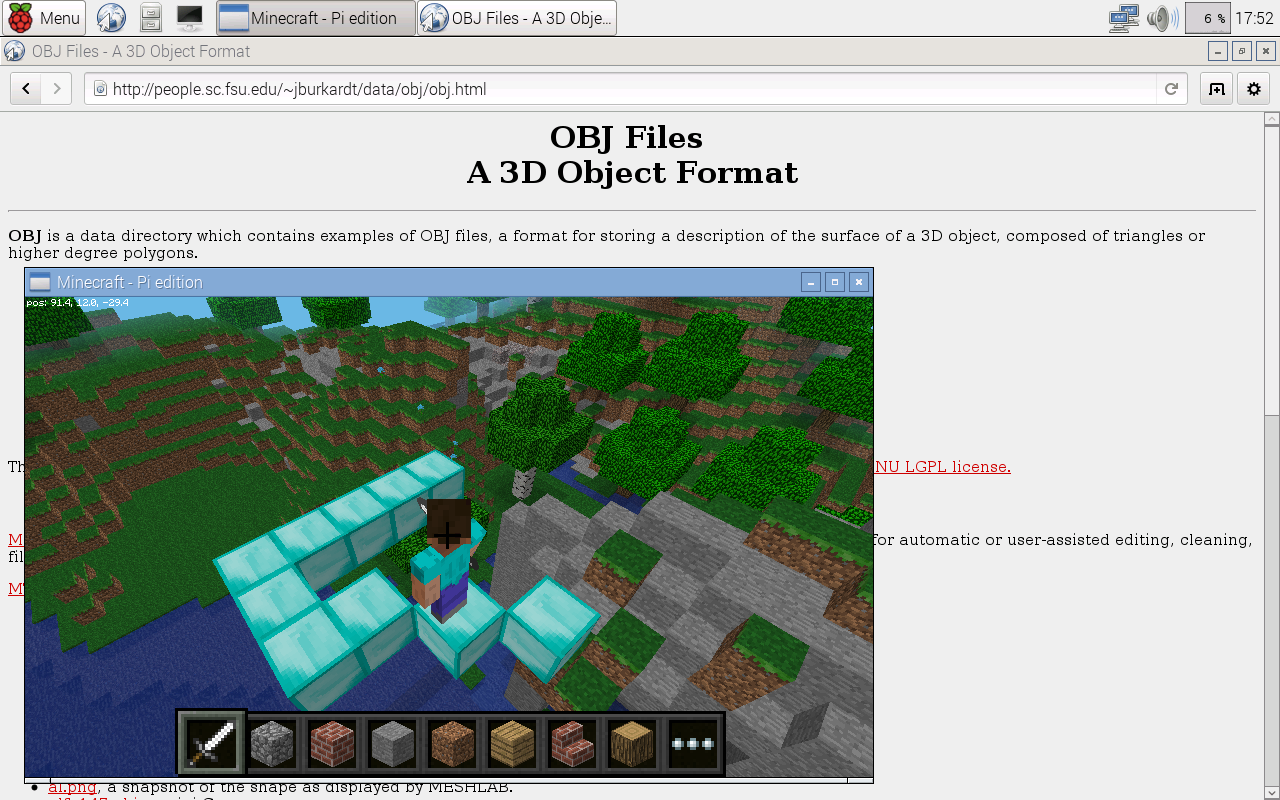 Menu
Minecraft - Pi edition
OBJ Files - A 3D Obje...
6 %
17:52
OBJ Files - A 3D Object Format
http://people.sc.fsu.edu/~jburkardt/data/obj/obj.html
OBJ Files
A 3D Object Format
OBJ is a data directory which contains examples of OBJ files, a format for storing a description of the surface of a 3D object, composed of triangles or
higher degree polygons.
Minecraft - Pi edition
pos: 91.4, 12.0, -29.4
Th
NU LGPL license.
M
for automatic or user-assisted editing, cleaning,
fil
M
al.png, a snapshot of the shape as displayed by MESHLAB.